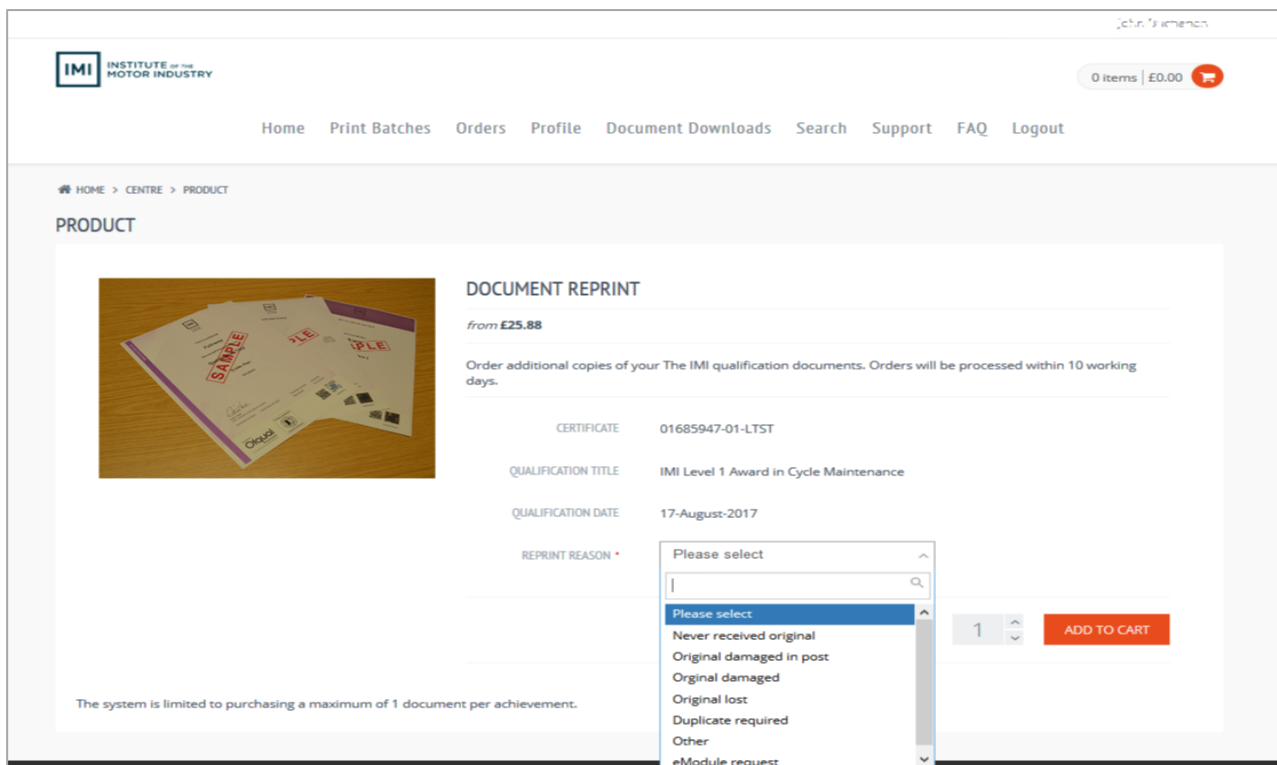 IMI INSTITUTE OF THE
MOTOR INDUSTRY
0 items | £0.00
Home Print Batches Orders Profile Document Downloads Search Support FAQ Logout
HOME > CENTRE > PRODUCT
PRODUCT
SAMPLE
PLE
PLE
Ofqual
DOCUMENT REPRINT
from £25.88
Order additional copies of your The IMI qualification documents. Orders will be processed within 10 working
days.
CERTIFICATE 01685947-01-LTST
QUALIFICATION TITLE IMI Level 1 Award in Cycle Maintenance
QUALIFICATION DATE 17-August-2017
REPRINT REASON * Please select
Please select
Never received original
Original damaged in post
Orginal damaged
Original lost
Duplicate required
Other
eModule request
1 ADD TO CART
The system is limited to purchasing a maximum of 1 document per achievement.